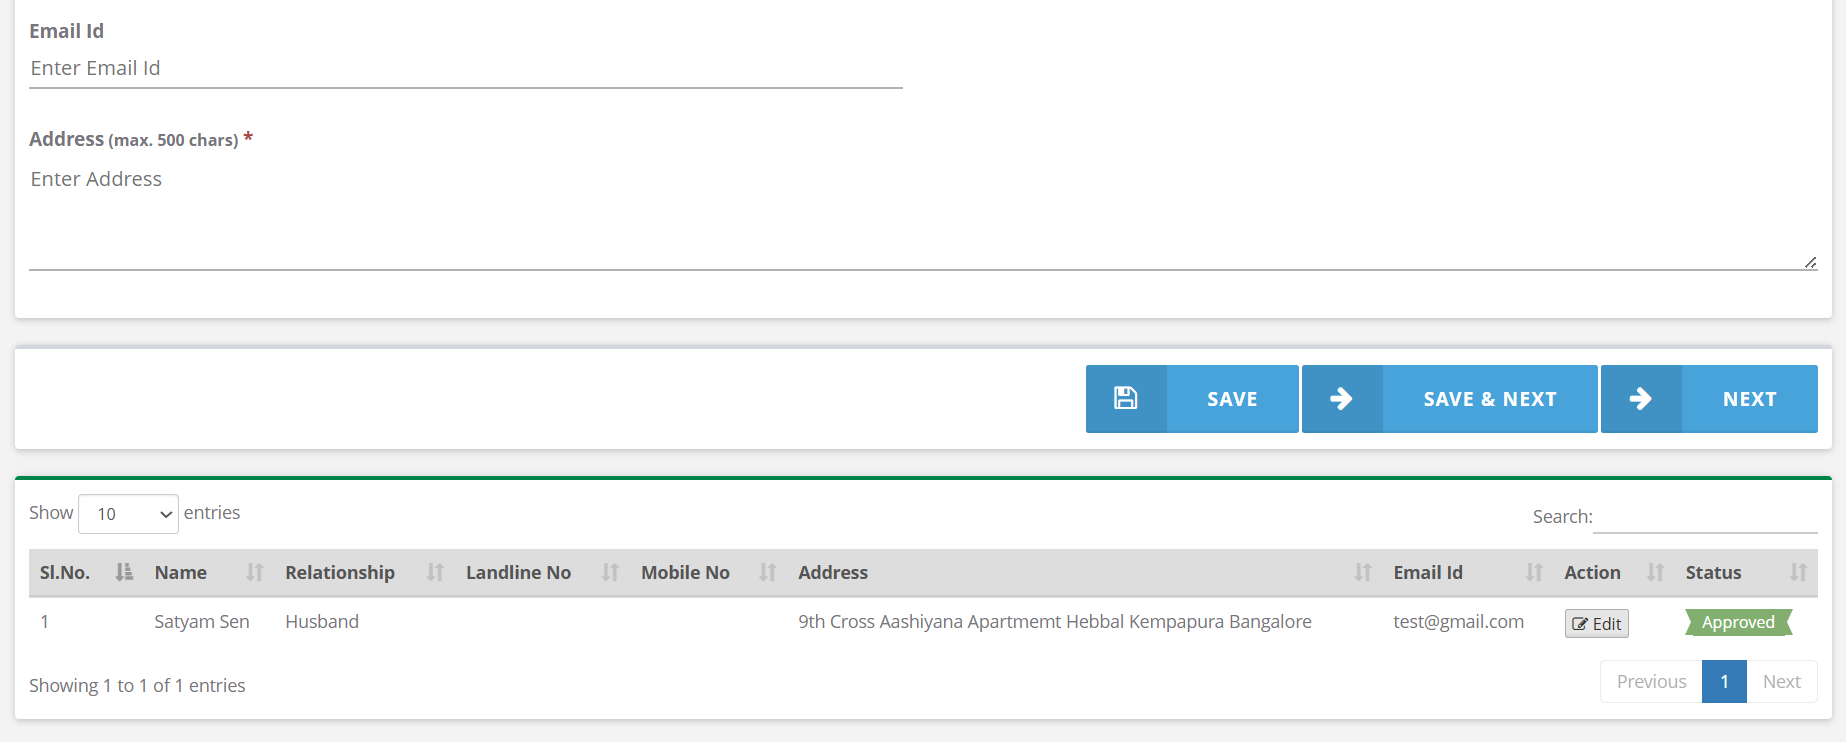 Email Id
Enter Email Id
Address (max. 500 chars) *
Enter Address
SAVE SAVE & NEXT NEXT
Show 10 entries Search:
Sl.No. Name Relationship Landline No Mobile No Address Email Id Action Status
1 Satyam Sen Husband 9th Cross Aashiyana Apartmemt Hebbal Kempapura Bangalore test@gmail.com Edit Approved
Showing 1 to 1 of 1 entries Previous 1 Next